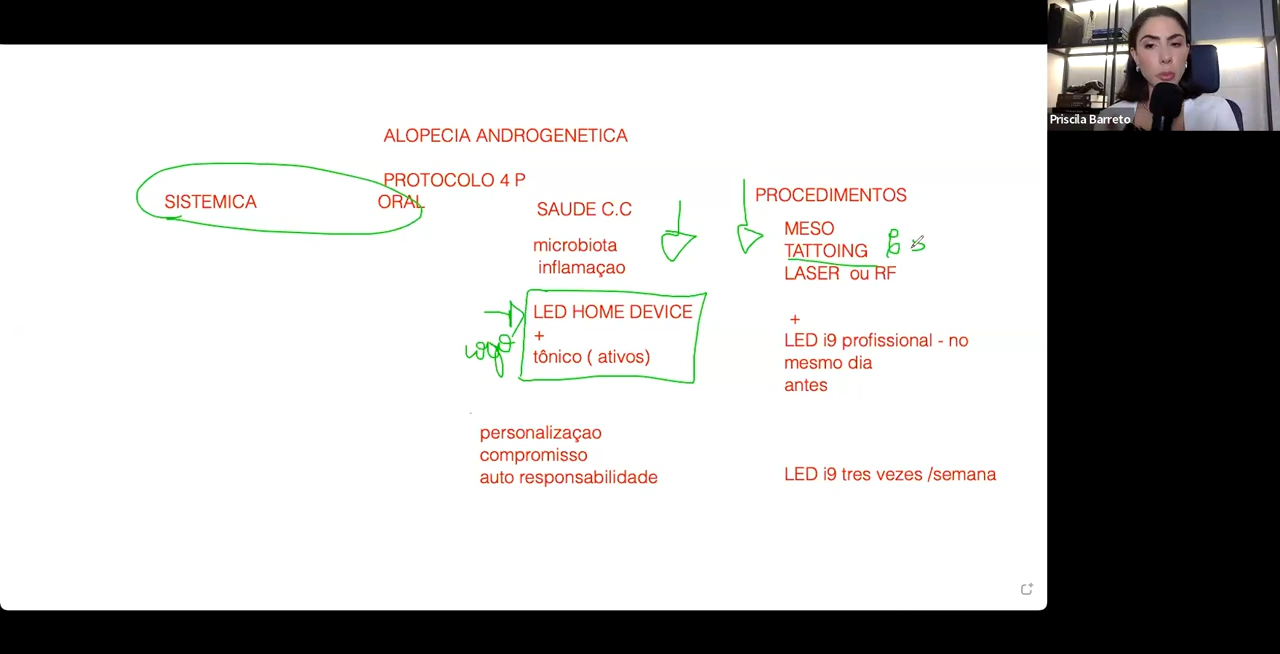 Priscila Barreto
ALOPECIA ANDROGENETICA
PROTOCOLO 4 P
SISTEMICA
ORAL
SAUDE C.C
microbiota
inflamaçao
LED HOME DEVICE
+
tônico ( ativos)
personalizaçao
compromisso
auto responsabilidade
PROCEDIMENTOS
MESO
TATTOING
LASER ou RF
+
LED i9 profissional - no
mesmo dia
antes
LED i9 tres vezes /semana